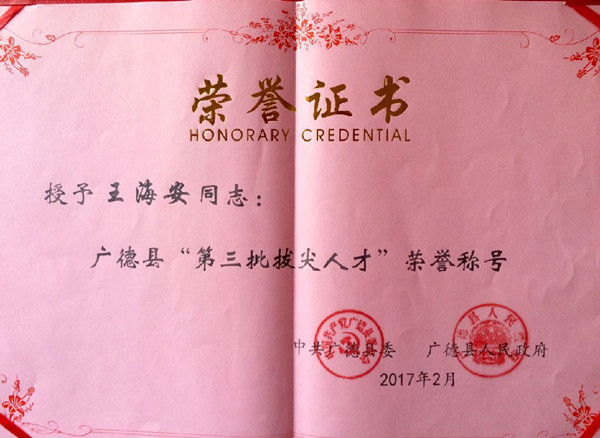 荣誉证书
HONORARY CREDENTIAL
授予王海安同志：
广德县“第三批拔尖人才”荣誉称号
中共广德县委 广德县人民政府
2017年2月